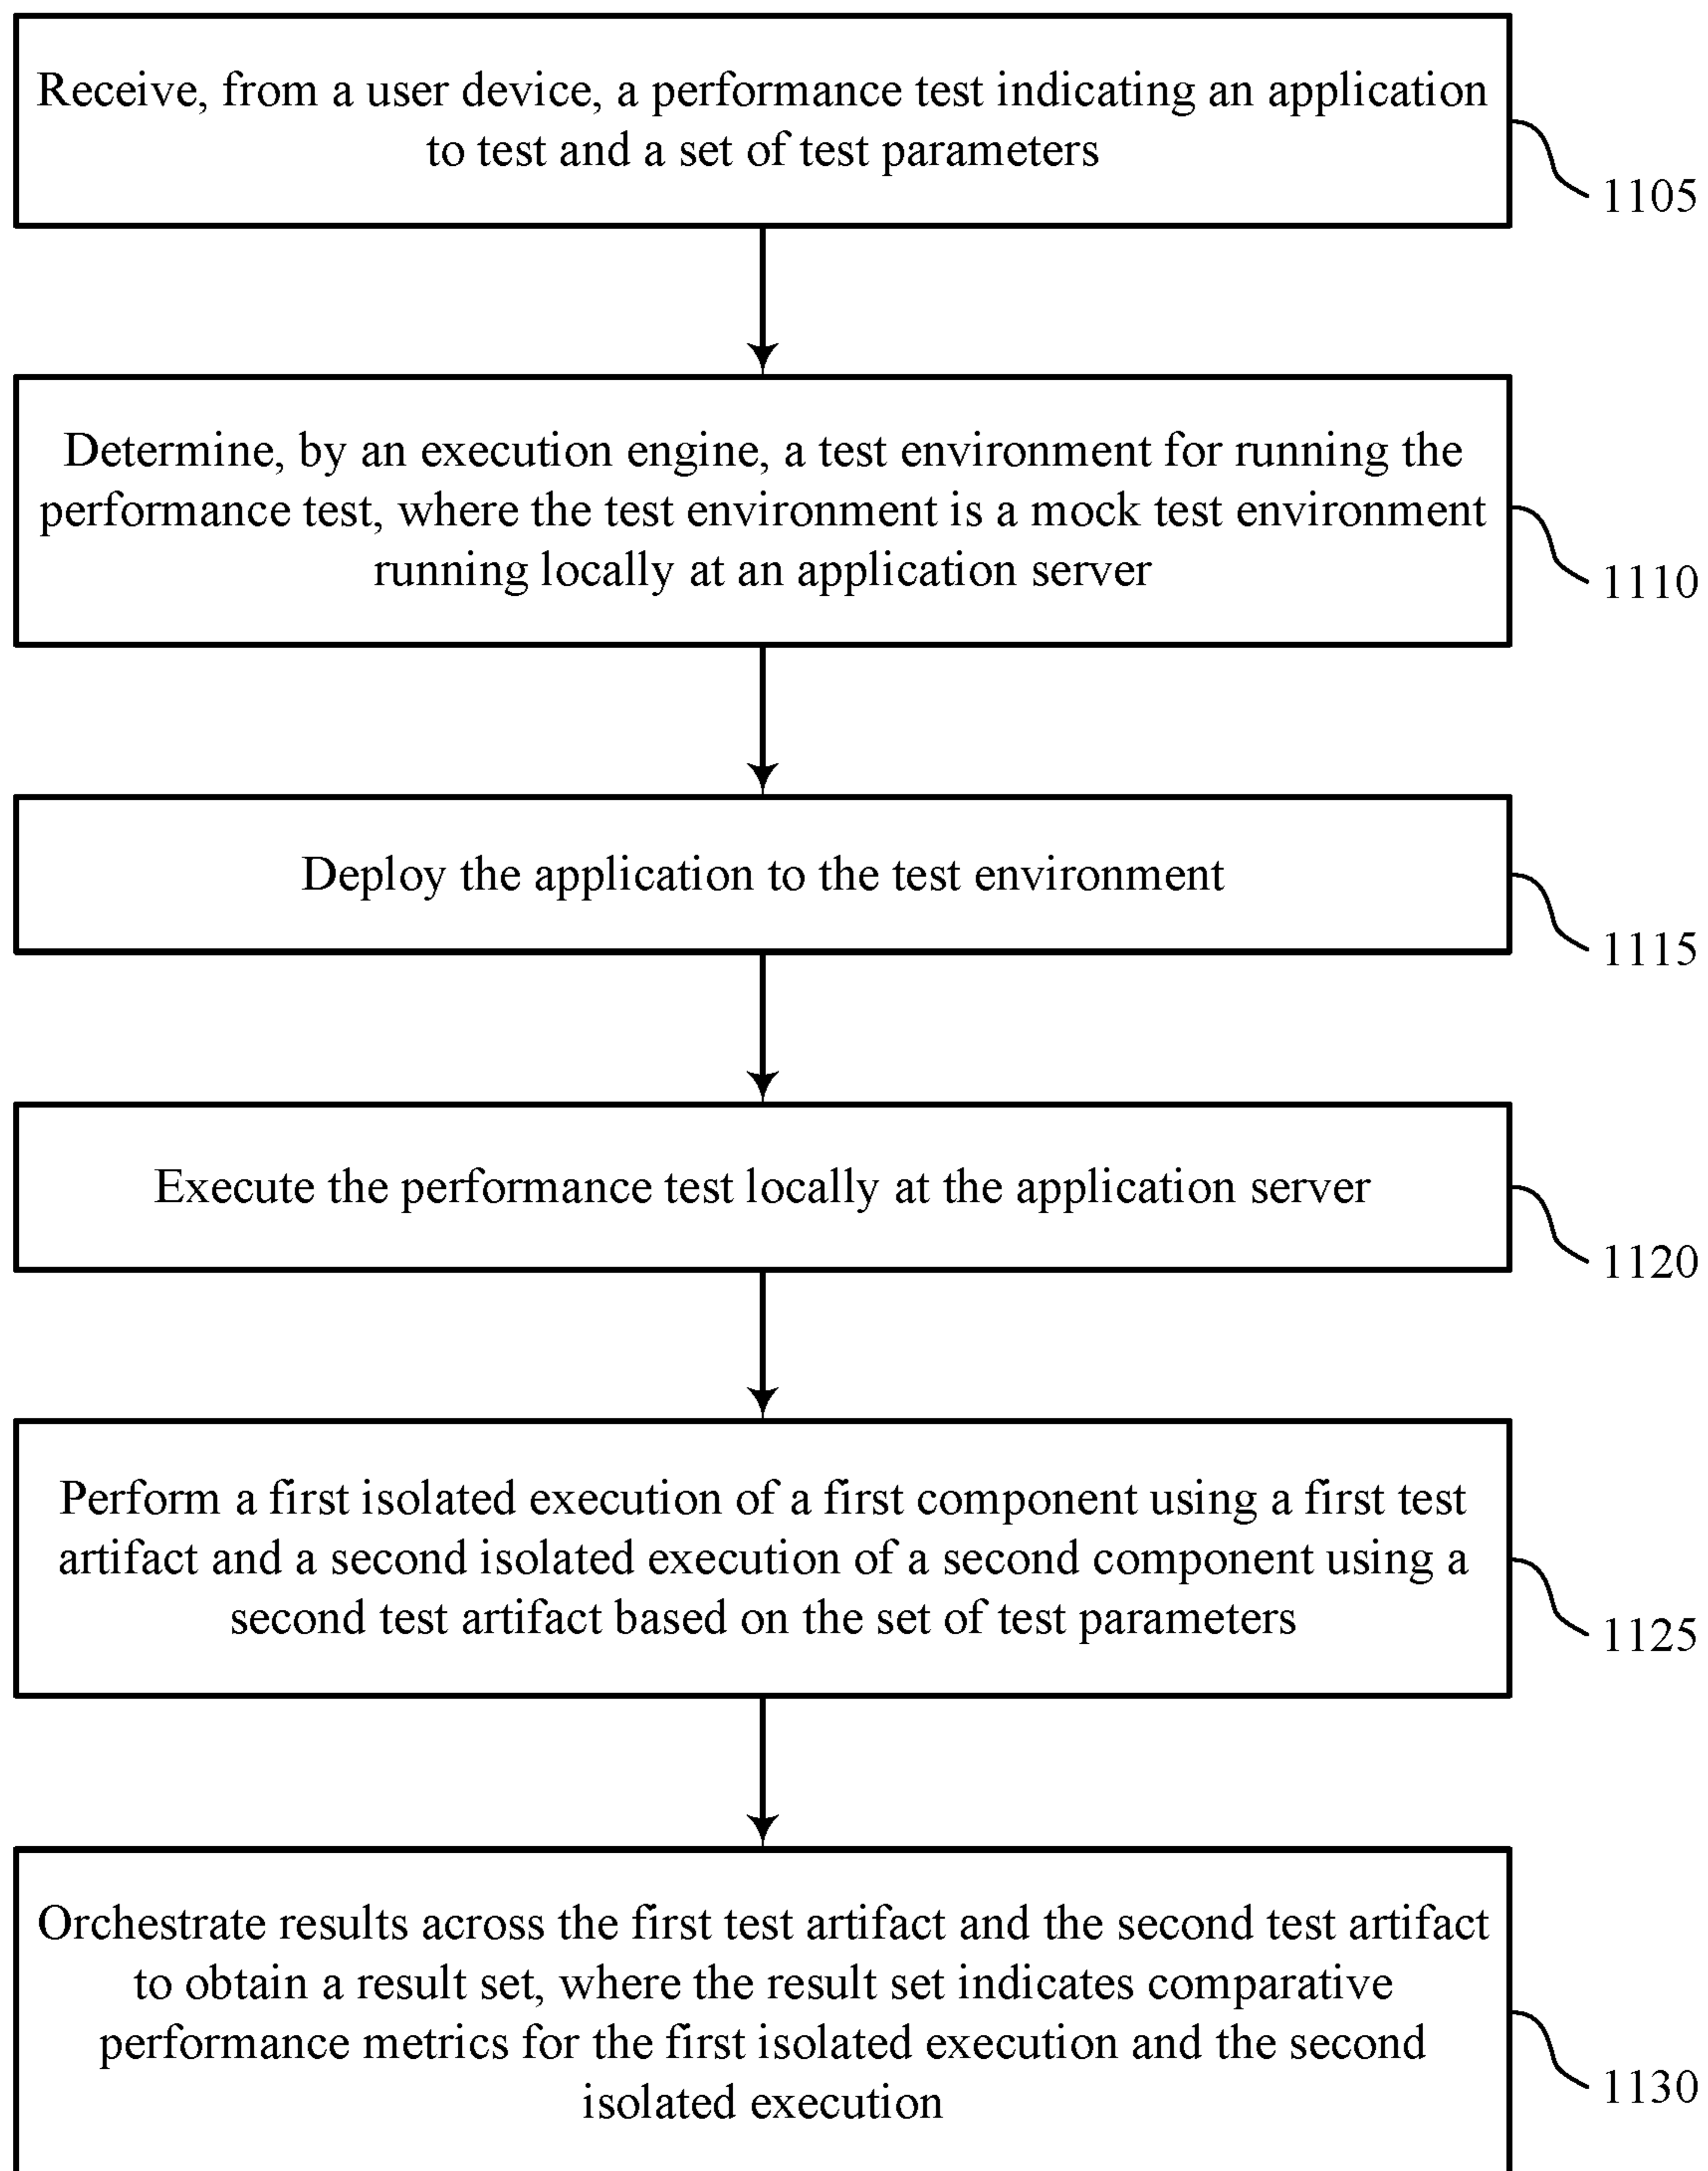 Receive, from a user device, a performance test indicating an application
to test and a set of test parameters
1105
Determine, by an execution engine, a test environment for running the
performance test, where the test environment is a mock test environment
running locally at an application server
1110
Deploy the application to the test environment
1115
Execute the performance test locally at the application server
1120
Perform a first isolated execution of a first component using a first test
artifact and a second isolated execution of a second component using a
second test artifact based on the set of test parameters
1125
Orchestrate results across the first test artifact and the second test artifact
to obtain a result set, where the result set indicates comparative
performance metrics for the first isolated execution and the second
isolated execution
1130